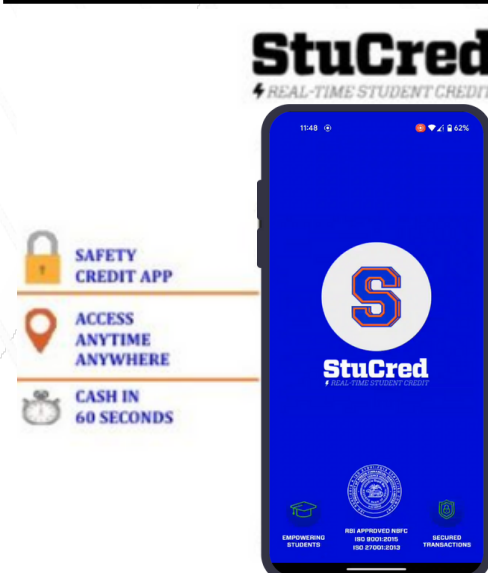 StuCred
REAL-TIME STUDENT CREDIT
11:48
62%
SAFETY
CREDIT APP
ACCESS
ANYTIME
ANYWHERE
CASH IN
60 SECONDS
S
StuCred
REAL-TIME STUDENT CREDIT
EMPOWERING
STUDENTS
RBI APPROVED NBFC
ISO 9001:2015
ISO 27001:2013
SECURED
TRANSACTIONS